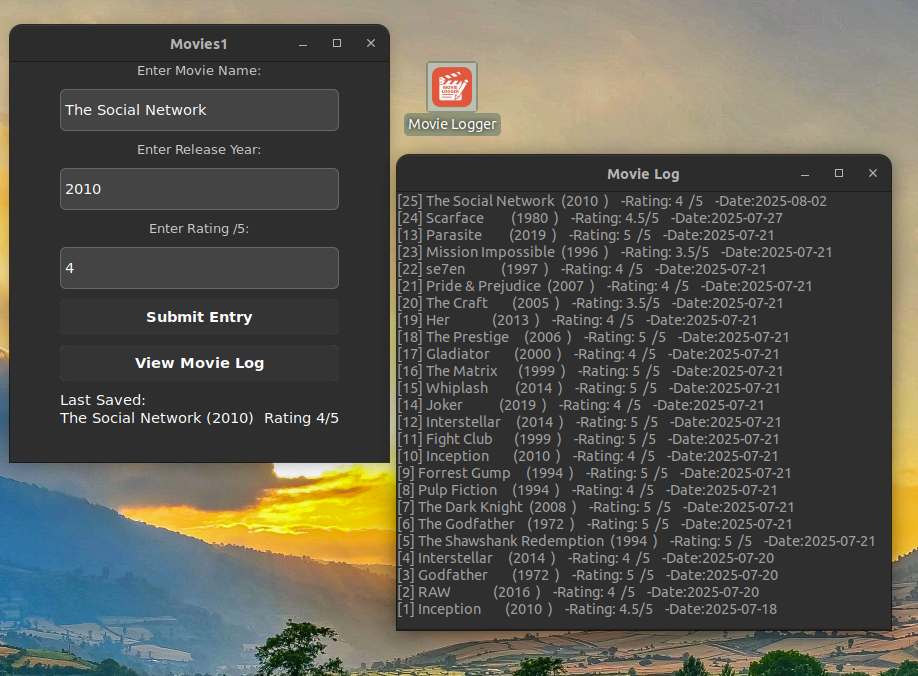 Movies1
Enter Movie Name:
The Social Network
Enter Release Year:
2010
Enter Rating /5:
4
Submit Entry
View Movie Log
Last Saved:
The Social Network (2010) Rating 4/5
MOVIE
LOGGER
Movie Logger
Movie Log
[25] The Social Network (2010 ) -Rating: 4 /5 -Date:2025-08-02
[24] Scarface (1980 ) -Rating: 4.5/5 -Date:2025-07-27
[13] Parasite (2019 ) -Rating: 5 /5 -Date:2025-07-21
[23] Mission Impossible (1996 ) -Rating: 3.5/5 -Date:2025-07-21
[22] se7en (1997 ) -Rating: 4 /5 -Date:2025-07-21
[21] Pride & Prejudice (2007 ) -Rating: 4 /5 -Date:2025-07-21
[20] The Craft (2005 ) -Rating: 3.5/5 -Date:2025-07-21
[19] Her (2013 ) -Rating: 4 /5 -Date:2025-07-21
[18] The Prestige (2006 ) -Rating: 5 /5 -Date:2025-07-21
[17] Gladiator (2000 ) -Rating: 4 /5 -Date:2025-07-21
[16] The Matrix (1999 ) -Rating: 5 /5 -Date:2025-07-21
[15] Whiplash (2014 ) -Rating: 4 /5 -Date:2025-07-21
[14] Joker (2019 ) -Rating: 4 /5 -Date:2025-07-21
[12] Interstellar (2014 ) -Rating: 5 /5 -Date:2025-07-21
[11] Fight Club (1999 ) -Rating: 5 /5 -Date:2025-07-21
[10] Inception (2010 ) -Rating: 4 /5 -Date:2025-07-21
[9] Forrest Gump (1994 ) -Rating: 5 /5 -Date:2025-07-21
[8] Pulp Fiction (1994 ) -Rating: 4 /5 -Date:2025-07-21
[7] The Dark Knight (2008 ) -Rating: 5 /5 -Date:2025-07-21
[6] The Godfather (1972 ) -Rating: 5 /5 -Date:2025-07-21
[5] The Shawshank Redemption (1994 ) -Rating: 5 /5 -Date:2025-07-21
[4] Interstellar (2014 ) -Rating: 4 /5 -Date:2025-07-20
[3] Godfather (1972 ) -Rating: 5 /5 -Date:2025-07-20
[2] RAW (2016 ) -Rating: 4 /5 -Date:2025-07-20
[1] Inception (2010 ) -Rating: 4.5/5 -Date:2025-07-18